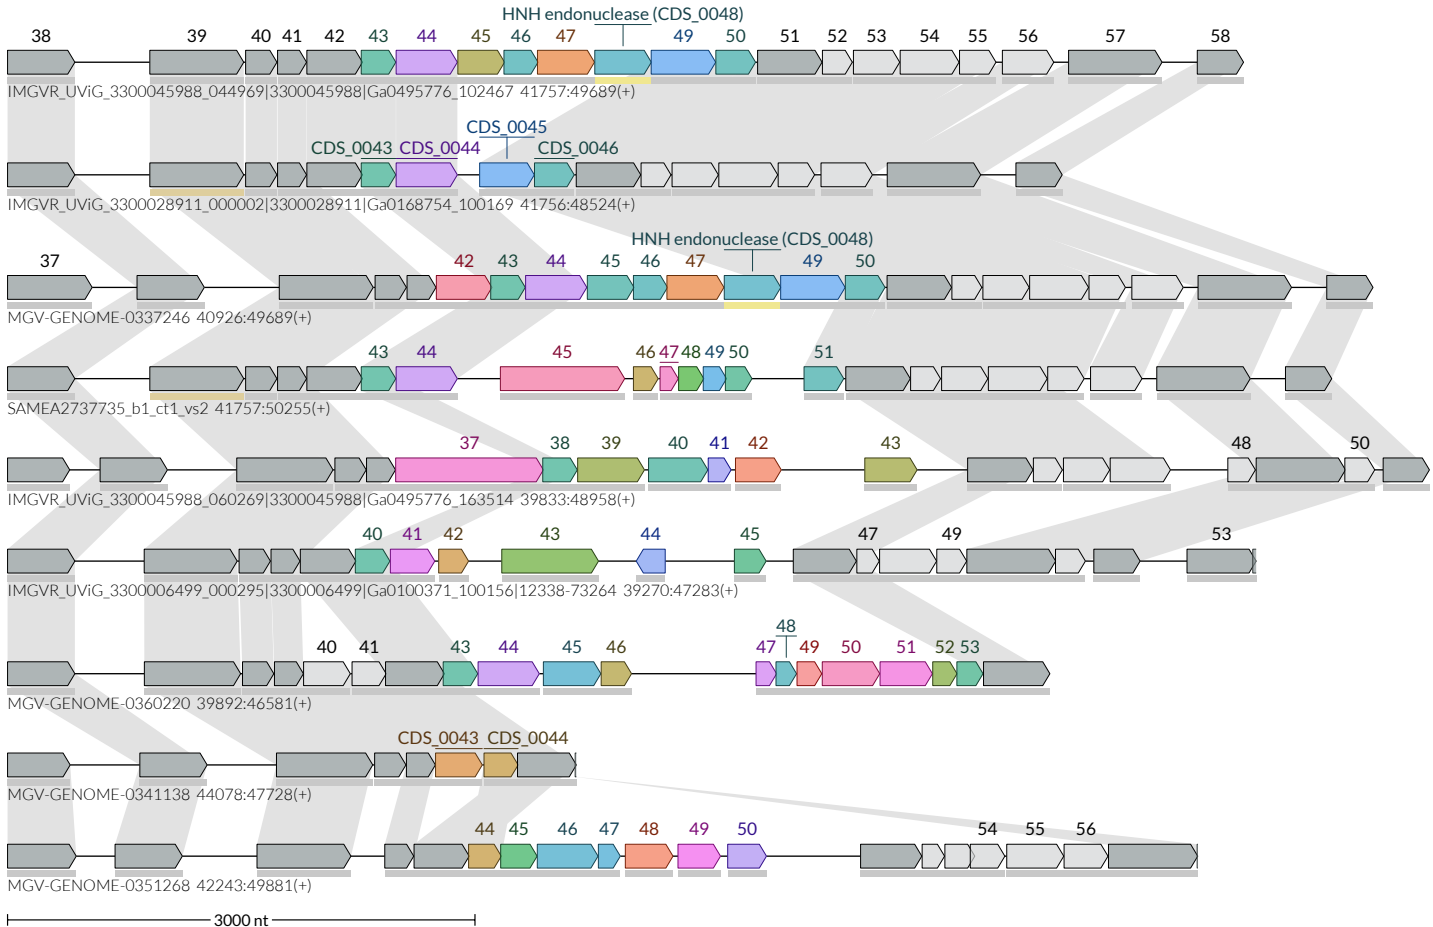 HNH endonuclease (CDS_0048)
38 39 40 41 42 43 44 45 46 47 49 50 51 52 53 54 55 56 57 58
IMGVR_UViG_3300045988_044969|3300045988|Ga0495776_102467 41757:49689(+)
CDS_0045
CDS_0043 CDS_0044 CDS_0046
IMGVR_UViG_3300028911_000002|3300028911|Ga0168754_100169 41756:48524(+)
HNH endonuclease (CDS_0048)
37 42 43 44 45 46 47 49 50
MGV-GENOME-0337246 40926:49689(+)
43 44 45 46 47 48 49 50 51
SAMEA2737735_b1_ct1_vs2 41757:50255(+)
37 38 39 40 41 42 43 48 50
IMGVR_UViG_3300045988_060269|3300045988|Ga0495776_163514 39833:48958(+)
40 41 42 43 44 45 47 49 53
IMGVR_UViG_3300006499_000295|3300006499|Ga0100371_100156|12338-73264 39270:47283(+)
48
40 41 43 44 45 46 47 49 50 51 52 53
MGV-GENOME-0360220 39892:46581(+)
CDS_0043 CDS_0044
MGV-GENOME-0341138 44078:47728(+)
44 45 46 47 48 49 50 54 55 56
MGV-GENOME-0351268 42243:49881(+)
3000 nt